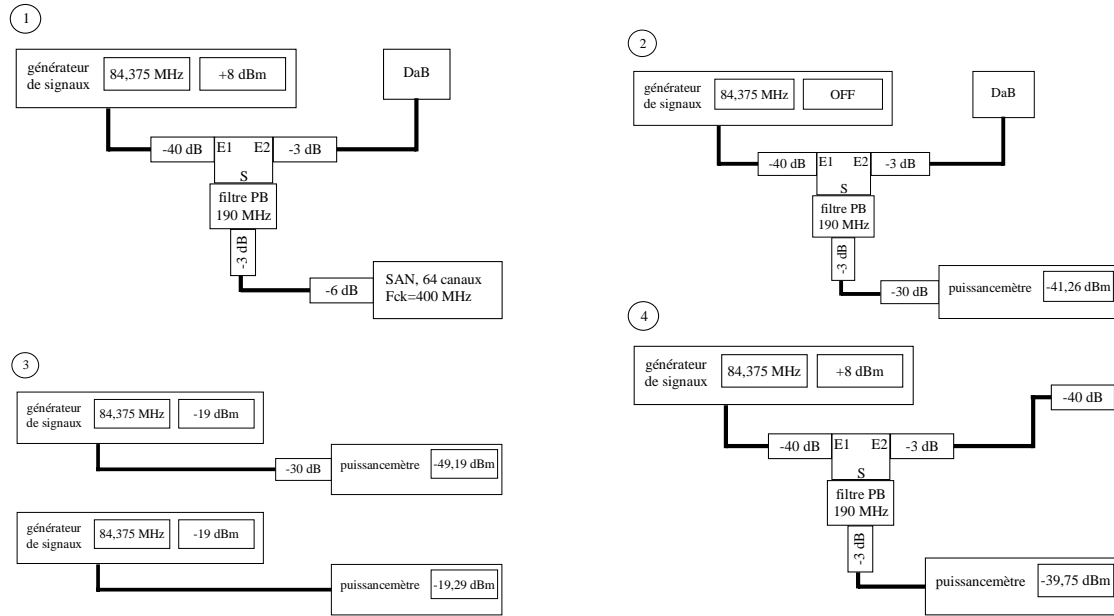 1
générateur
de signaux
84,375 MHz
+8 dBm
DaB
-40 dB
E1
E2
-3 dB
S
filtre PB
190 MHz
-3 dB
-6 dB
SAN, 64 canaux
Fck=400 MHz
2
générateur
de signaux
84,375 MHz
OFF
DaB
-40 dB
E1
E2
-3 dB
S
filtre PB
190 MHz
-3 dB
-30 dB
puissancemètre
-41,26 dBm
3
générateur
de signaux
84,375 MHz
-19 dBm
-30 dB
puissancemètre
-49,19 dBm
générateur
de signaux
84,375 MHz
-19 dBm
puissancemètre
-19,29 dBm
4
générateur
de signaux
84,375 MHz
+8 dBm
-40 dB
-40 dB
E1
E2
-3 dB
S
filtre PB
190 MHz
-3 dB
puissancemètre
-39,75 dBm